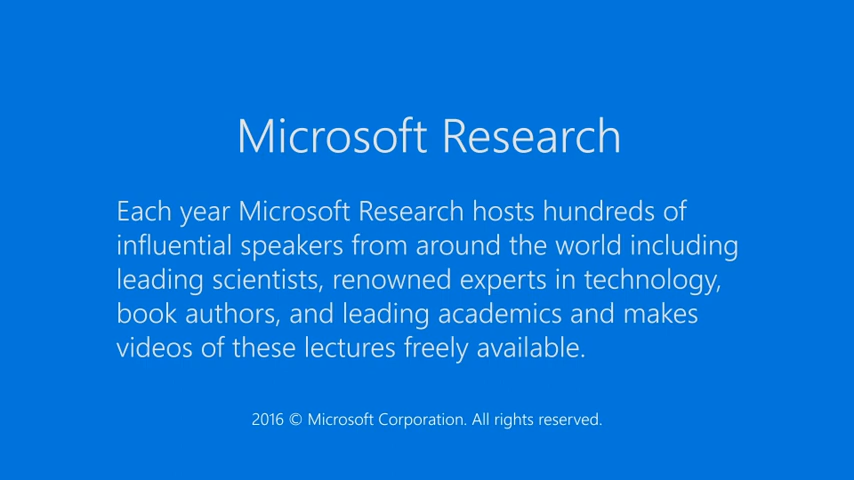 Microsoft Research
Each year Microsoft Research hosts hundreds of
influential speakers from around the world including
leading scientists, renowned experts in technology,
book authors, and leading academics and makes
videos of these lectures freely available.
2016 © Microsoft Corporation. All rights reserved.